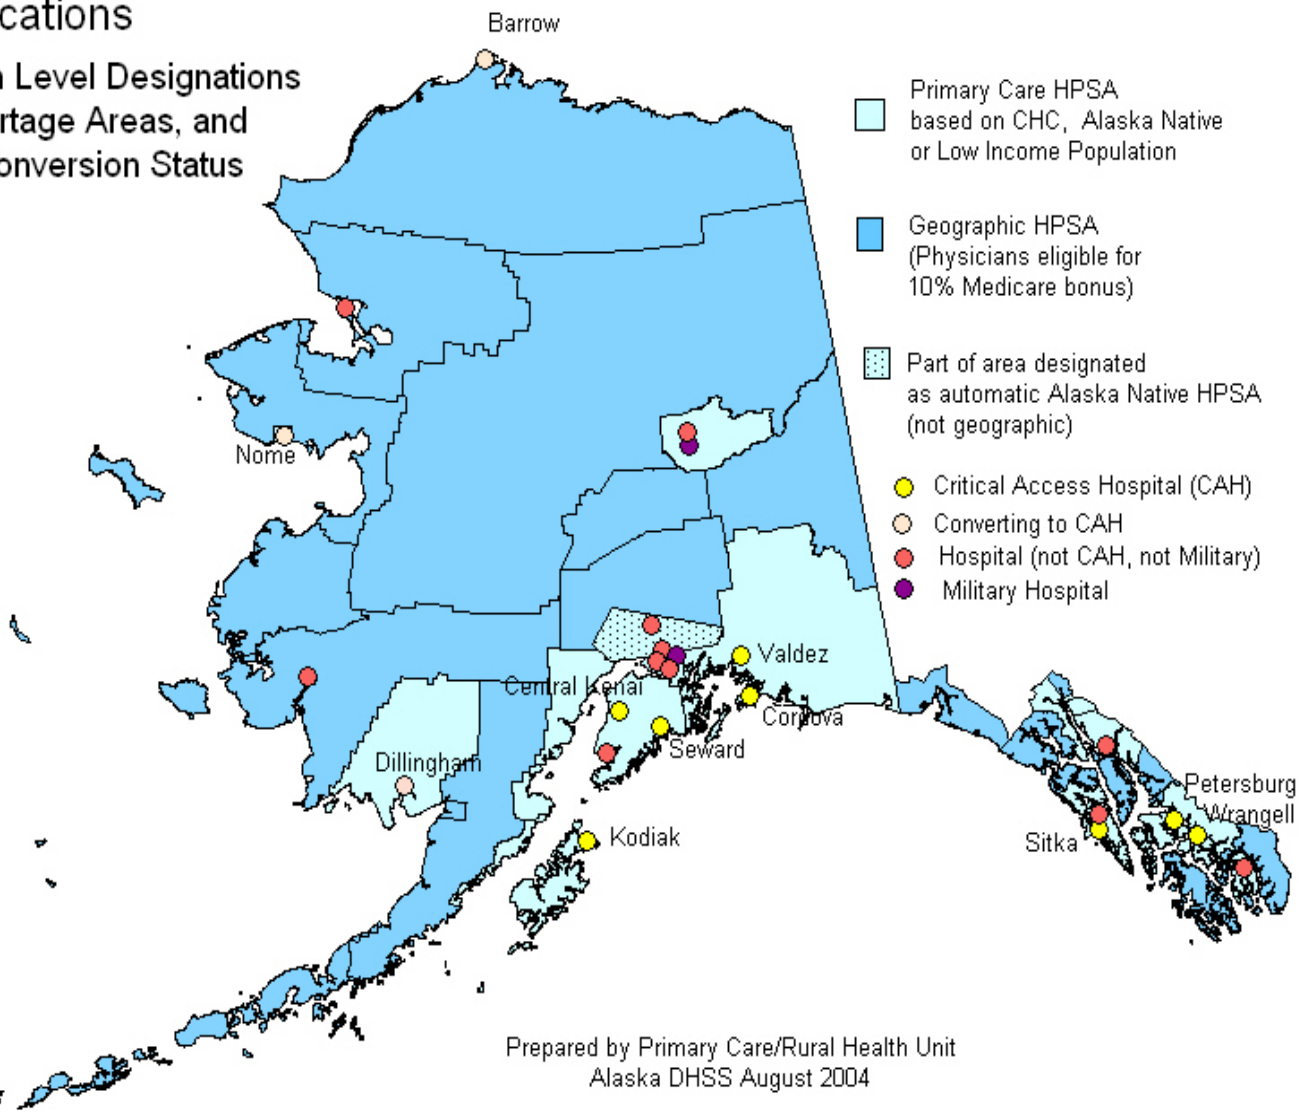 cations
Level Designations
rtage Areas, and
onversion Status
Barrow
Primary Care HPSA
based on CHC, Alaska Native
or Low Income Population
Geographic HPSA
(Physicians eligible for
10% Medicare bonus)
Part of area designated
as automatic Alaska Native HPSA
(not geographic)
Nome
Critical Access Hospital (CAH)
Converting to CAH
Hospital (not CAH, not Military)
Military Hospital
Valdez
Central Kenai
Cordova
Seward
Dillingham
Petersburg
Wrangell
Kodiak
Sitka
Prepared by Primary Care/Rural Health Unit
Alaska DHSS August 2004